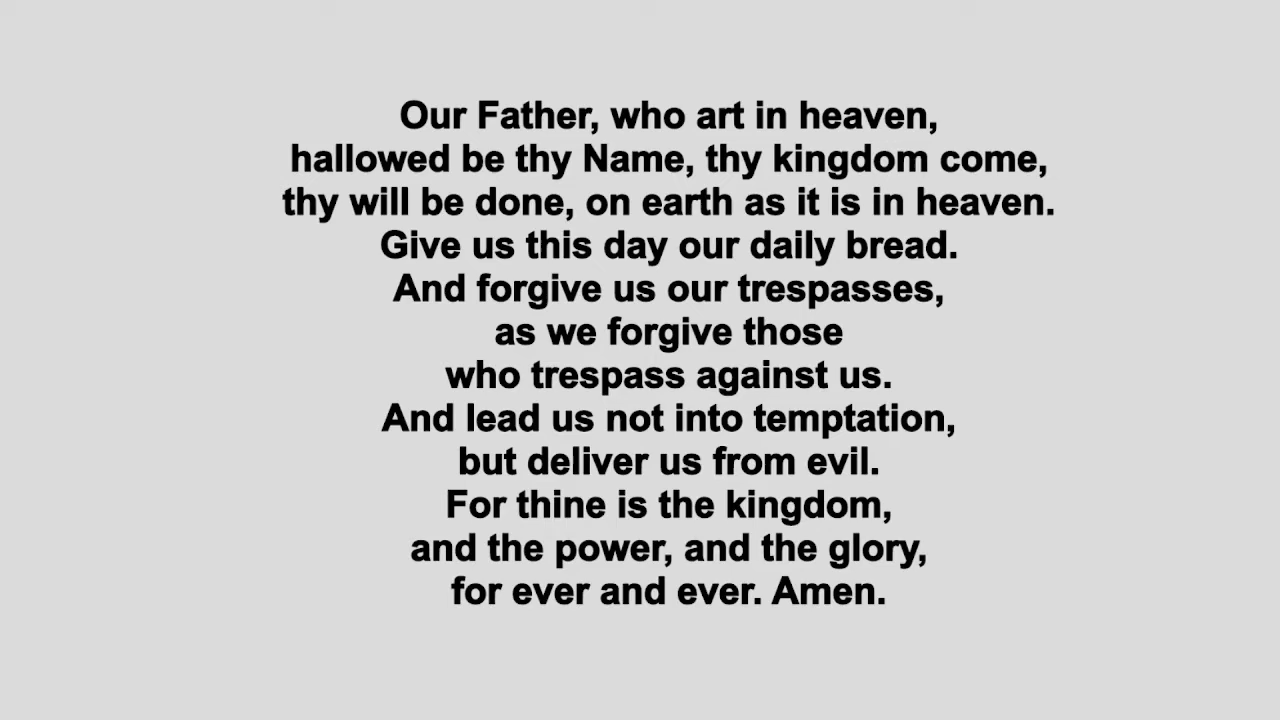 Our Father, who art in heaven,
hallowed be thy Name, thy kingdom come,
thy will be done, on earth as it is in heaven.
Give us this day our daily bread.
And forgive us our trespasses,
as we forgive those
who trespass against us.
And lead us not into temptation,
but deliver us from evil.
For thine is the kingdom,
and the power, and the glory,
for ever and ever. Amen.